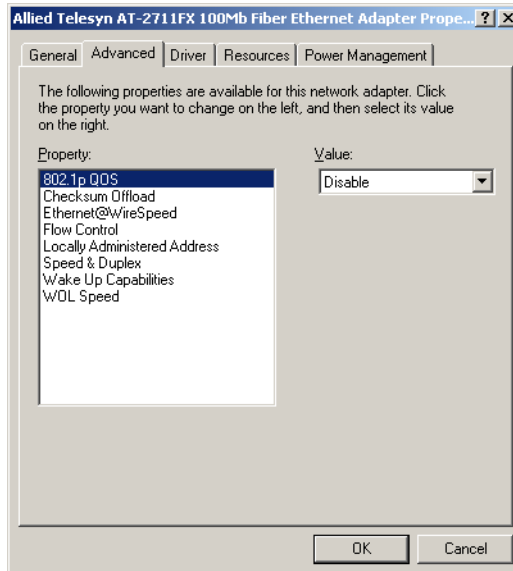 Allied Telesyn AT-2711FX 100Mb Fiber Ethernet Adapter Prope...
General Advanced Driver Resources Power Management
The following properties are available for this network adapter. Click
the property you want to change on the left, and then select its value
on the right.
Property:
Value:
802.1p QOS
Disable
Checksum Offload
Ethernet@WireSpeed
Flow Control
Locally Administered Address
Speed & Duplex
Wake Up Capabilities
WOL Speed
OK Cancel